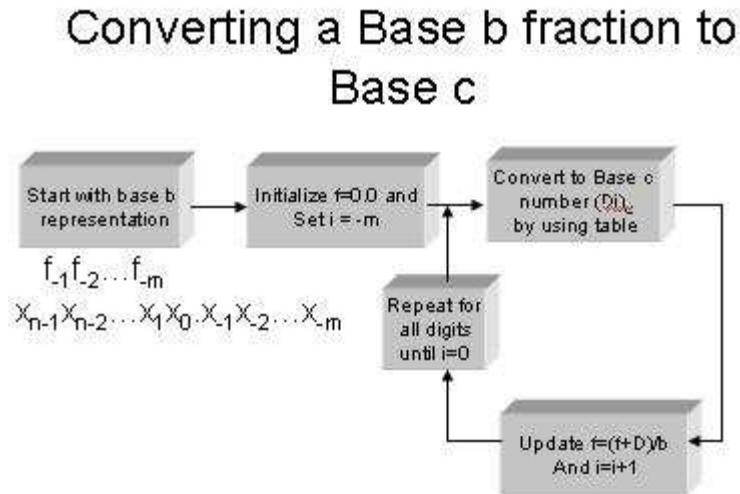 Converting a Base b fraction to
Base c
Start with base b
representation
Initialize f=0.0 and
Set i = -m
Convert to Base c
number (Di)c
by using table
f-1f-2...f-m
Xn-1Xn-2...X1X0.X-1X-2...X-m
Repeat for
all digits
until i=0
Update f=(f+D)/b
And i=i+1